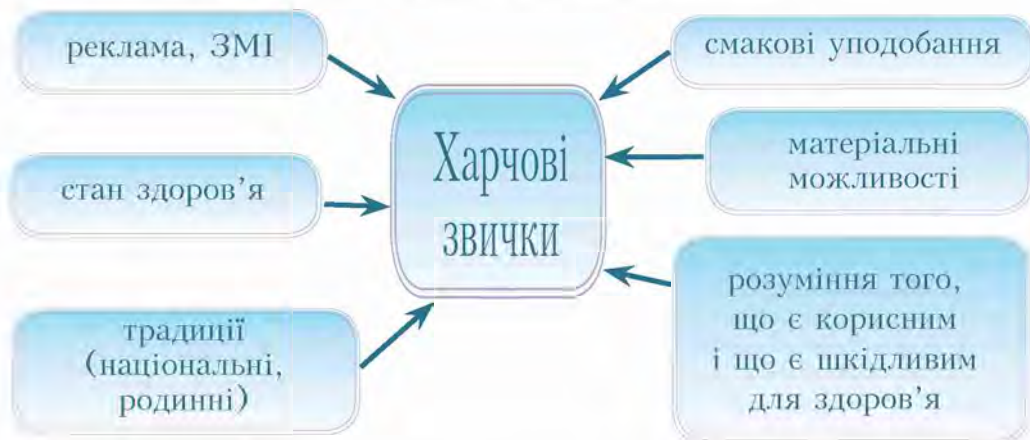 реклама, ЗМІ
стан здоров’я
традиції
(національні,
родинні)
Харчові
звички
смакові уподобання
матеріальні
можливості
розуміння того,
що є корисним
і що є шкідливим
для здоров’я